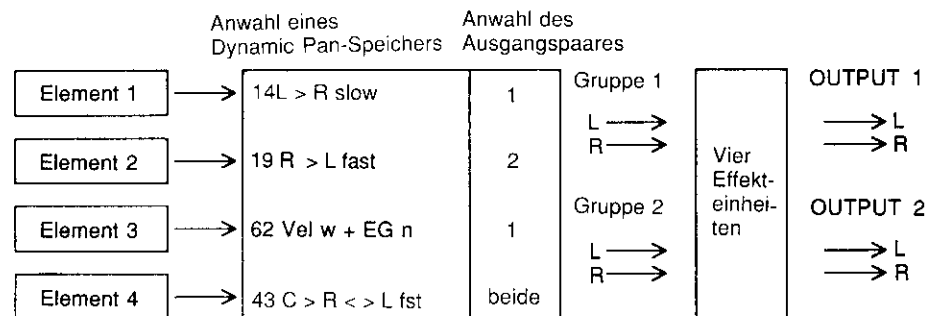 Anwahl eines
Dynamic Pan-Speichers
Anwahl des
Ausgangspaares
Element 1
14L > R slow
1
Gruppe 1
L
R
OUTPUT 1
L
R
Element 2
19 R > L fast
2
Vier
Effekt-
einhei-
ten
Element 3
62 Vel w + EG n
1
Gruppe 2
L
R
OUTPUT 2
L
R
Element 4
43 C > R < > L fst
beide